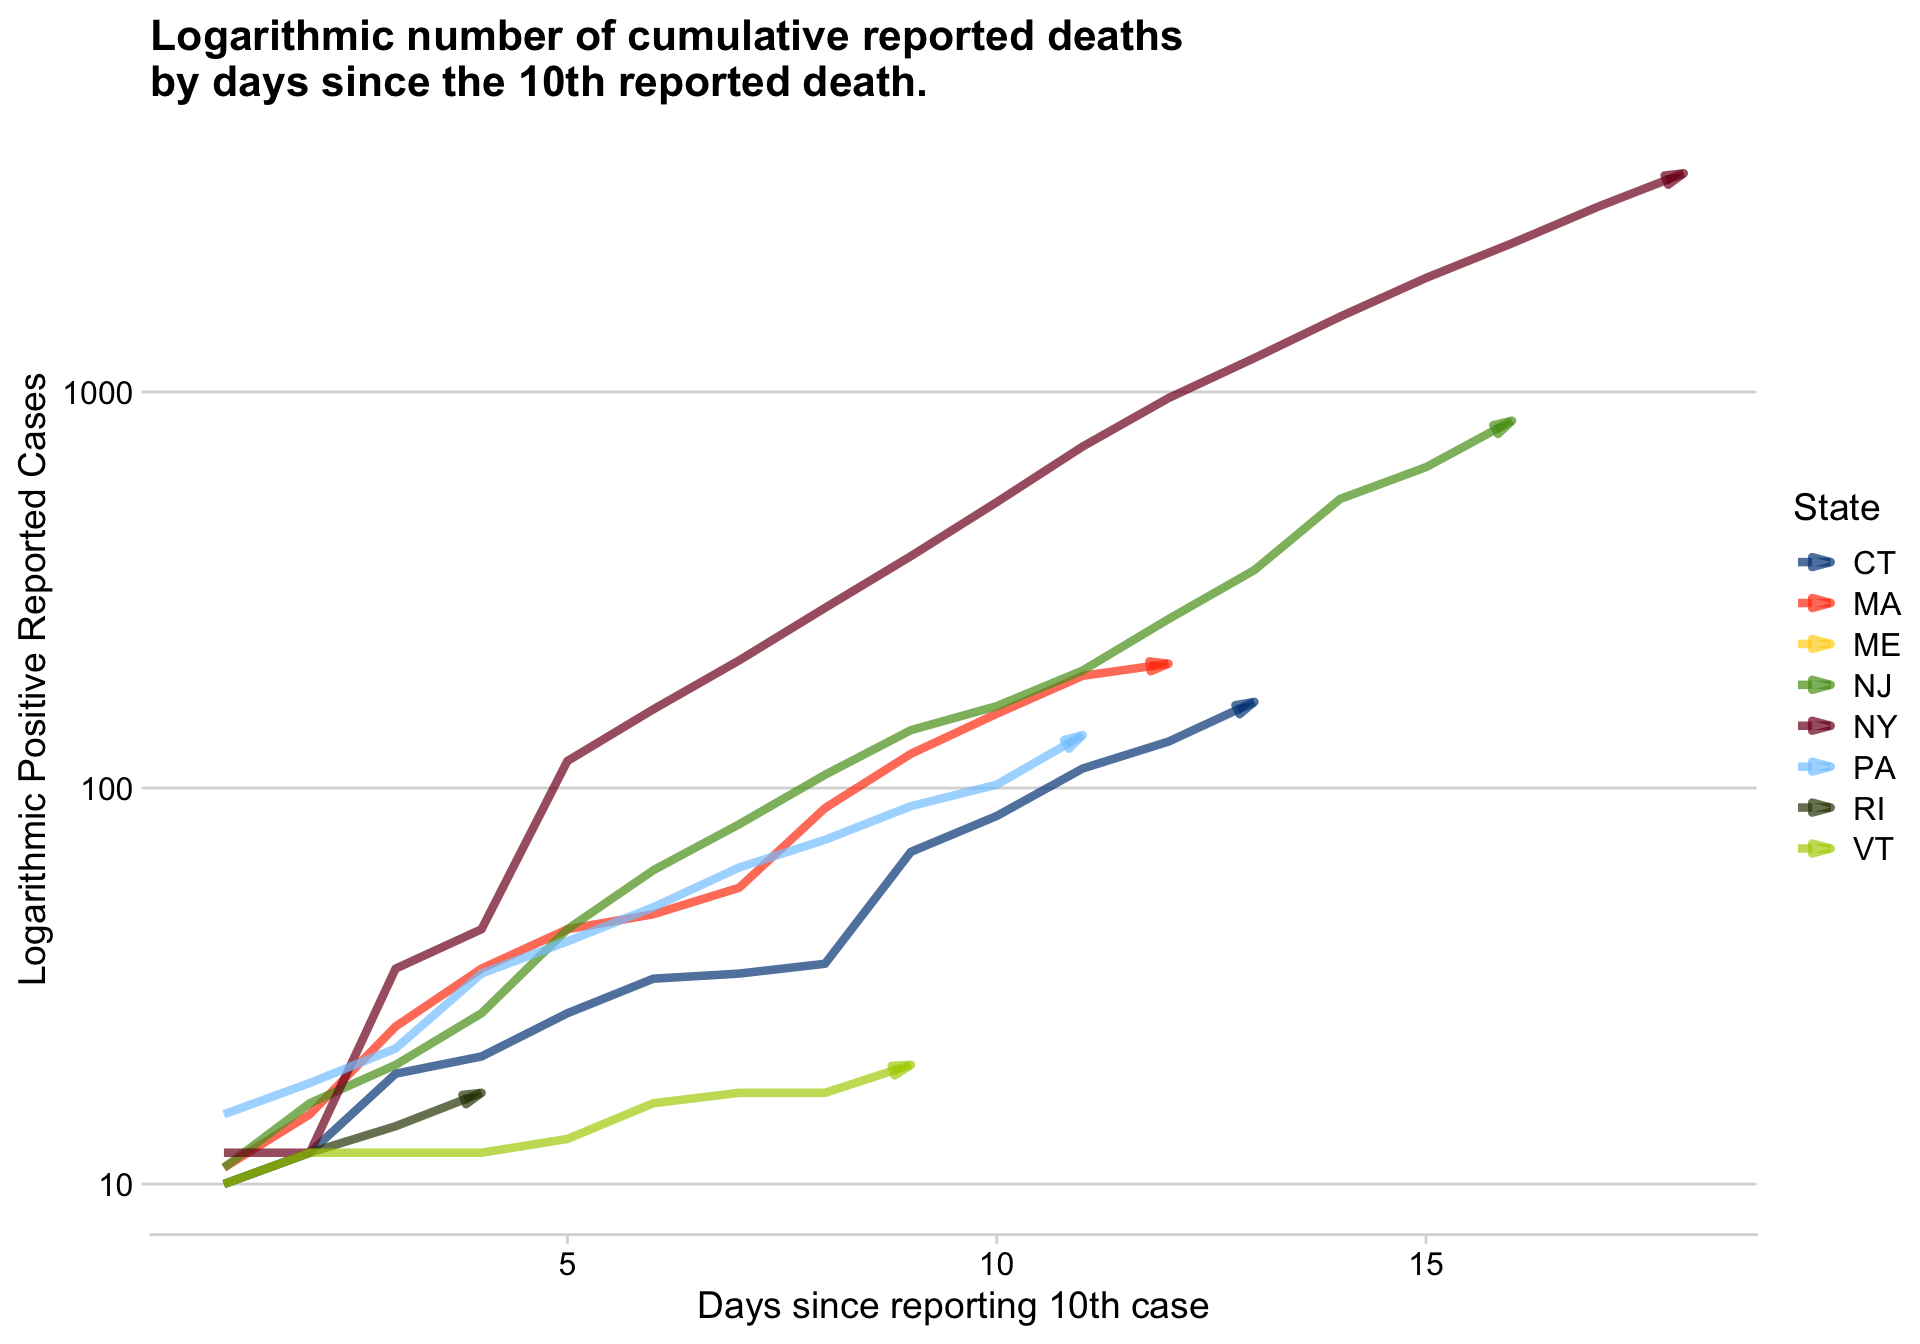 Logarithmic number of cumulative reported deaths
by days since the 10th reported death.
Logarithmic Positive Reported Cases
1000
100
10
5
10
15
Days since reporting 10th case
State
CT
MA
ME
NJ
NY
PA
RI
VT